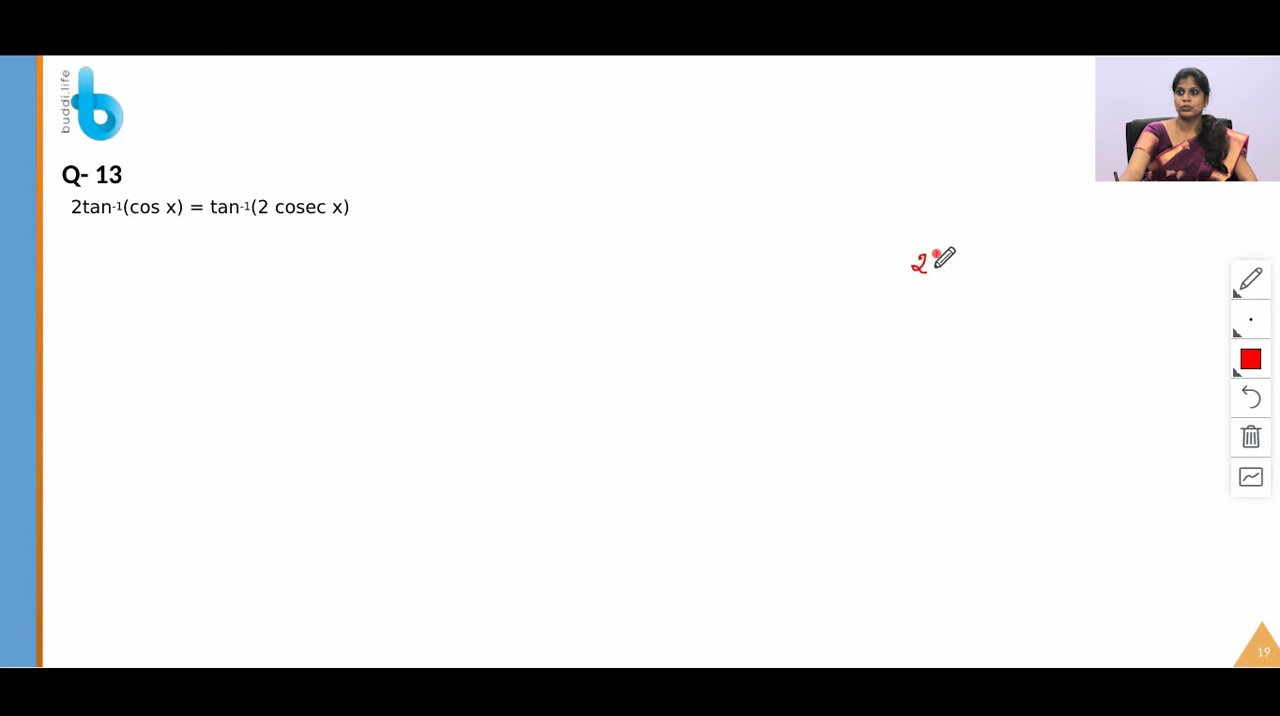 buddi.life
Q- 13
2tan⁻¹(cos x) = tan⁻¹(2 cosec x)
2
19